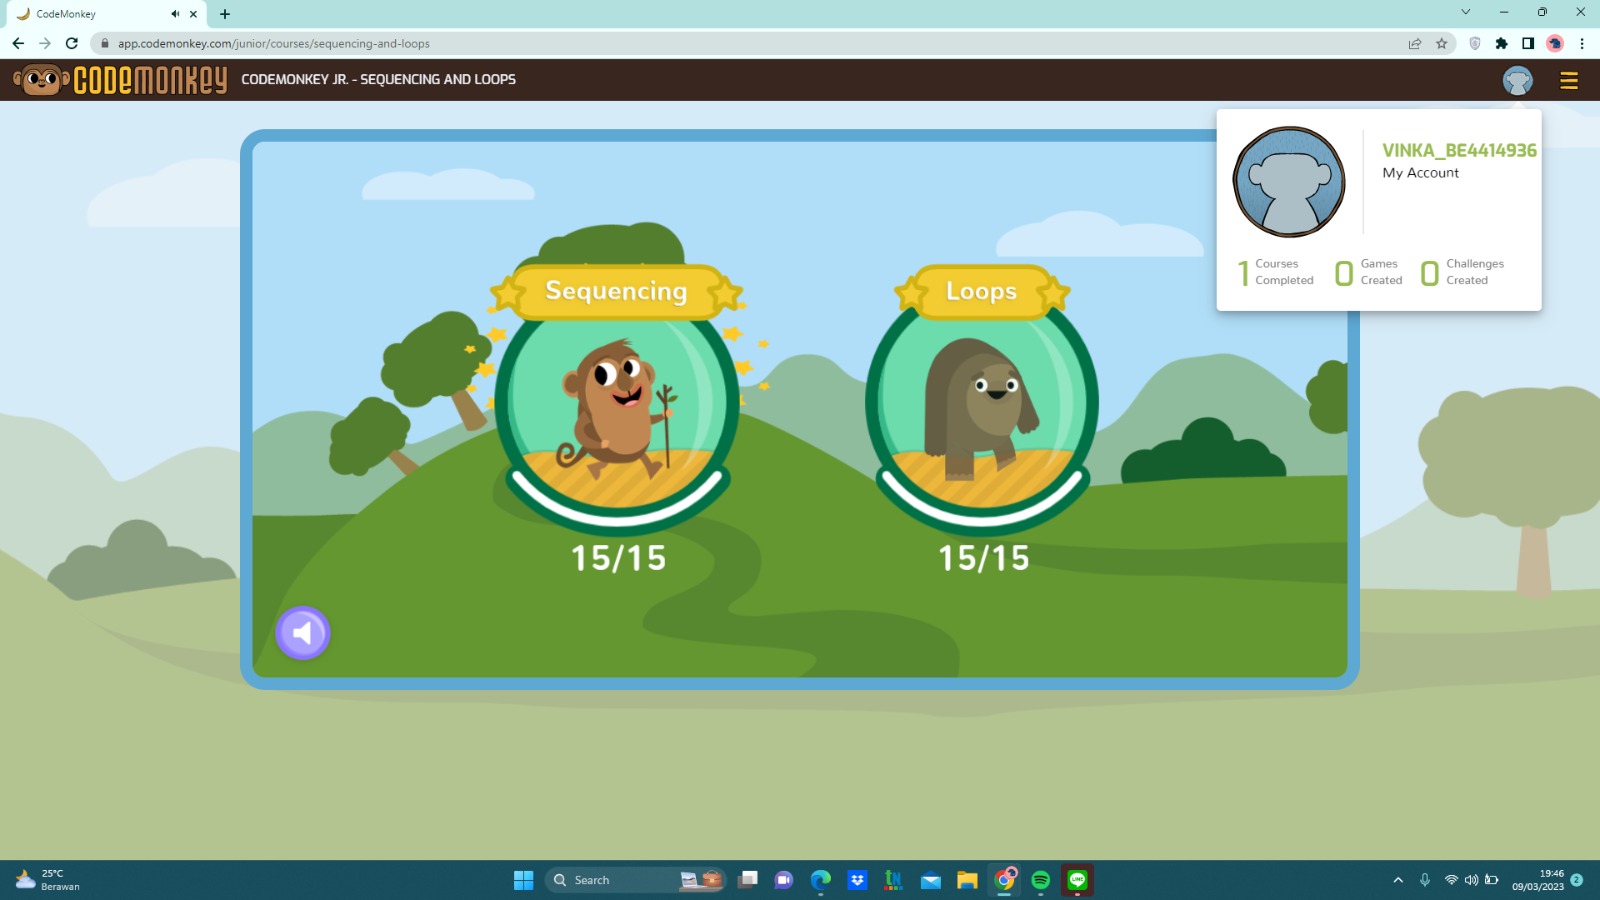 CodeMonkey
app.codemonkey.com/junior/courses/sequencing-and-loops
CODEMONKEY CODEMONKEY JR. - SEQUENCING AND LOOPS
VINKA_BE4414936
My Account
1 Courses Completed
0 Games Created
0 Challenges Created
Sequencing
Loops
15/15
15/15
25°C
Berawan
Search
LINE
19:46
09/03/2023
2